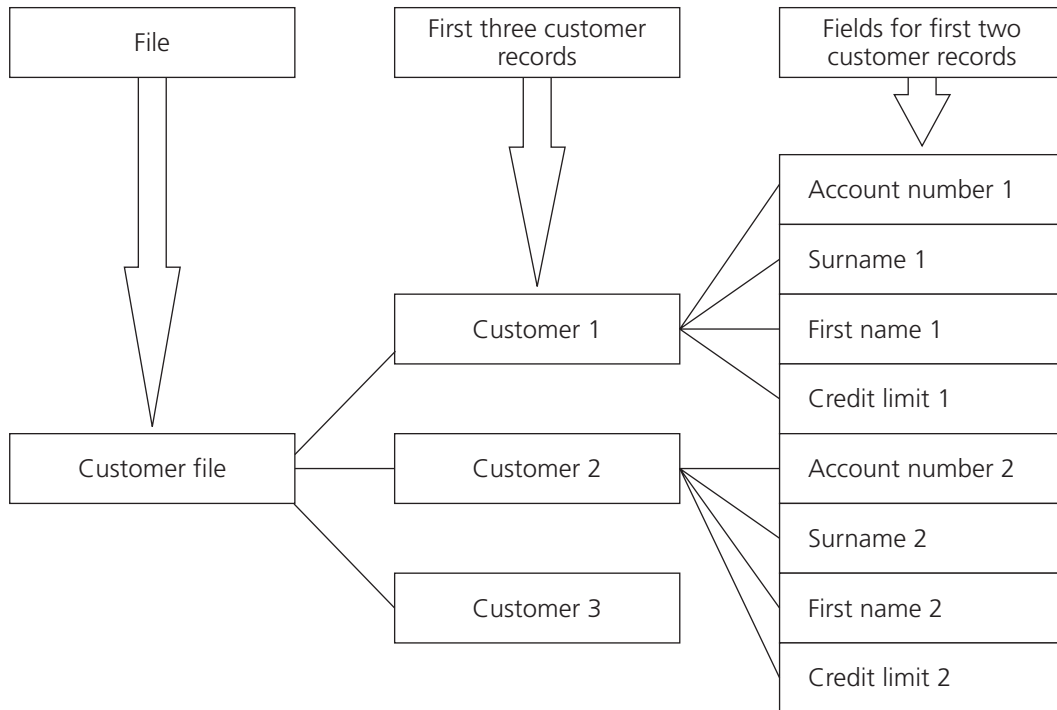 File
First three customer
records
Fields for first two
customer records
Account number 1
Surname 1
Customer 1
First name 1
Credit limit 1
Customer file
Customer 2
Account number 2
Surname 2
Customer 3
First name 2
Credit limit 2